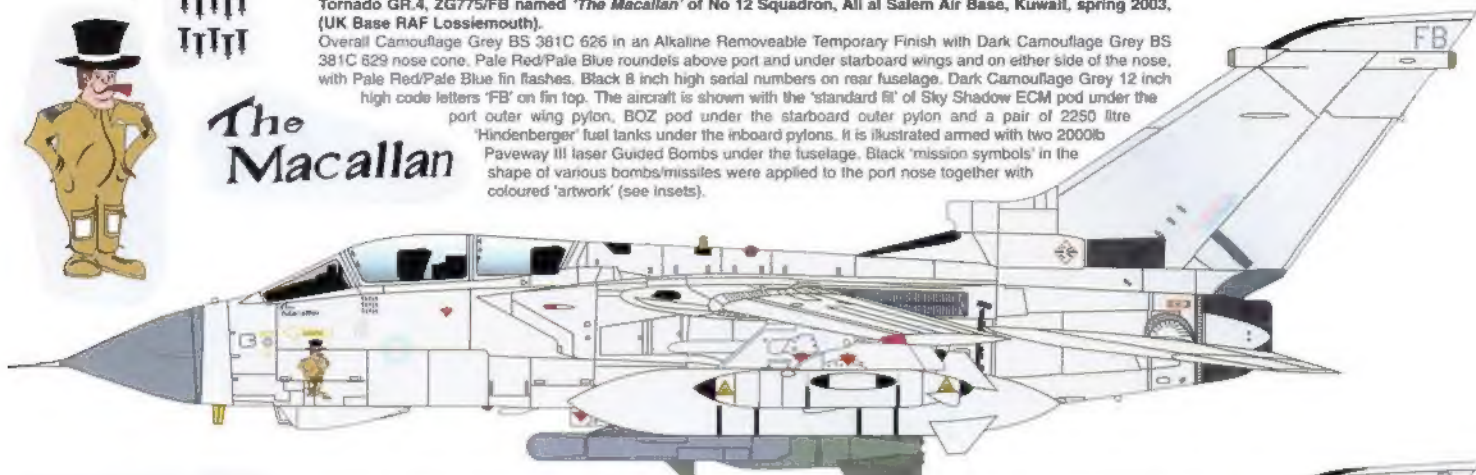 Tornado GR.4, ZG775/FB named 'The Macallan' of No 12 Squadron, Ali al Salem Air Base, Kuwait, spring 2003,
(UK Base RAF Lossiemouth).
Overall Camouflage Grey BS 381C 626 in an Alkaline Removeable Temporary Finish with Dark Camouflage Grey BS
381C 629 nose cone. Pale Red/Pale Blue roundels above port and under starboard wings and on either side of the nose,
with Pale Red/Pale Blue fin flashes. Black 8 inch high serial numbers on rear fuselage. Dark Camouflage Grey 12 inch
high code letters 'FB' on fin top. The aircraft is shown with the 'standard fit' of Sky Shadow ECM pod under the
port outer wing pylon, BOZ pod under the starboard outer pylon and a pair of 2250 litre
'Hindenberger' fuel tanks under the inboard pylons. It is illustrated armed with two 2000lb
Paveway III laser Guided Bombs under the fuselage. Black 'mission symbols' in the
shape of various bombs/missiles were applied to the port nose together with
coloured 'artwork' (see insets).
The
Macallan
FB
The
Macallan